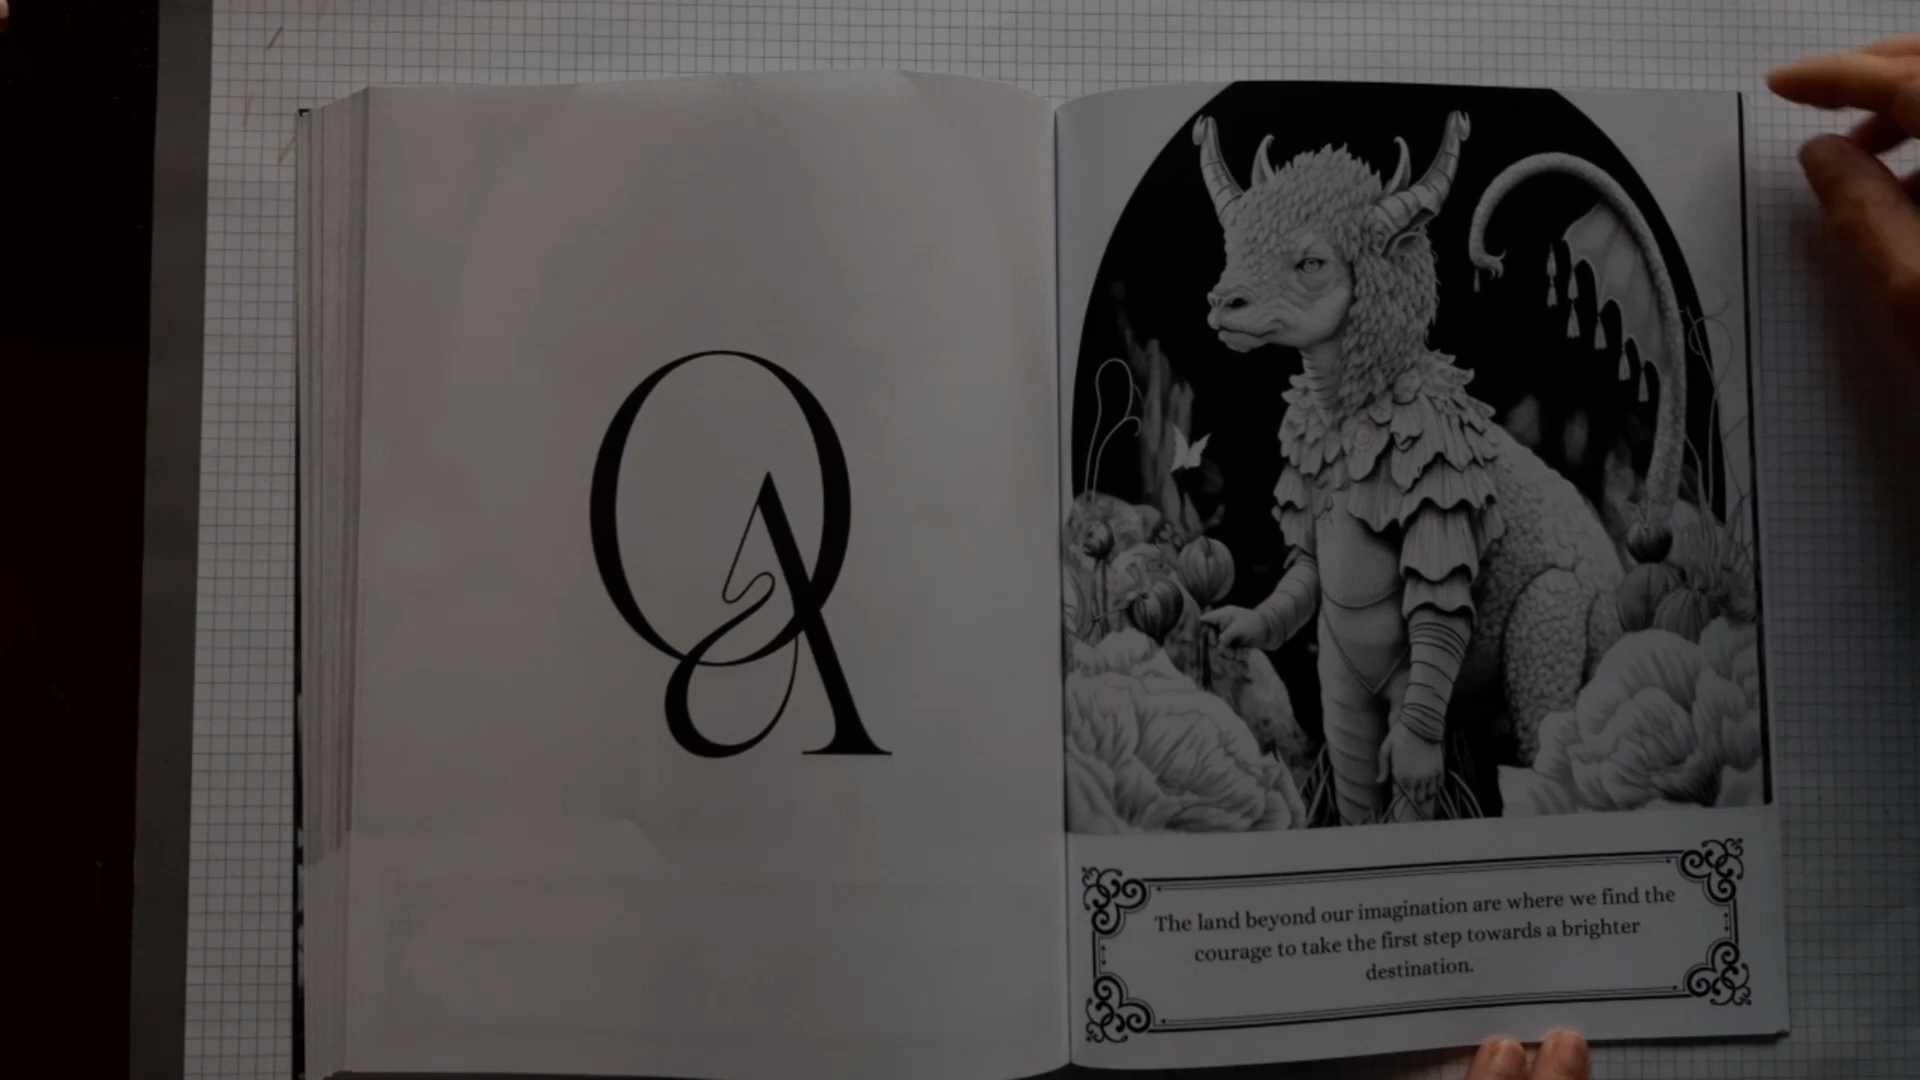 QA
The land beyond our imagination are where we find the
courage to take the first step towards a brighter
destination.